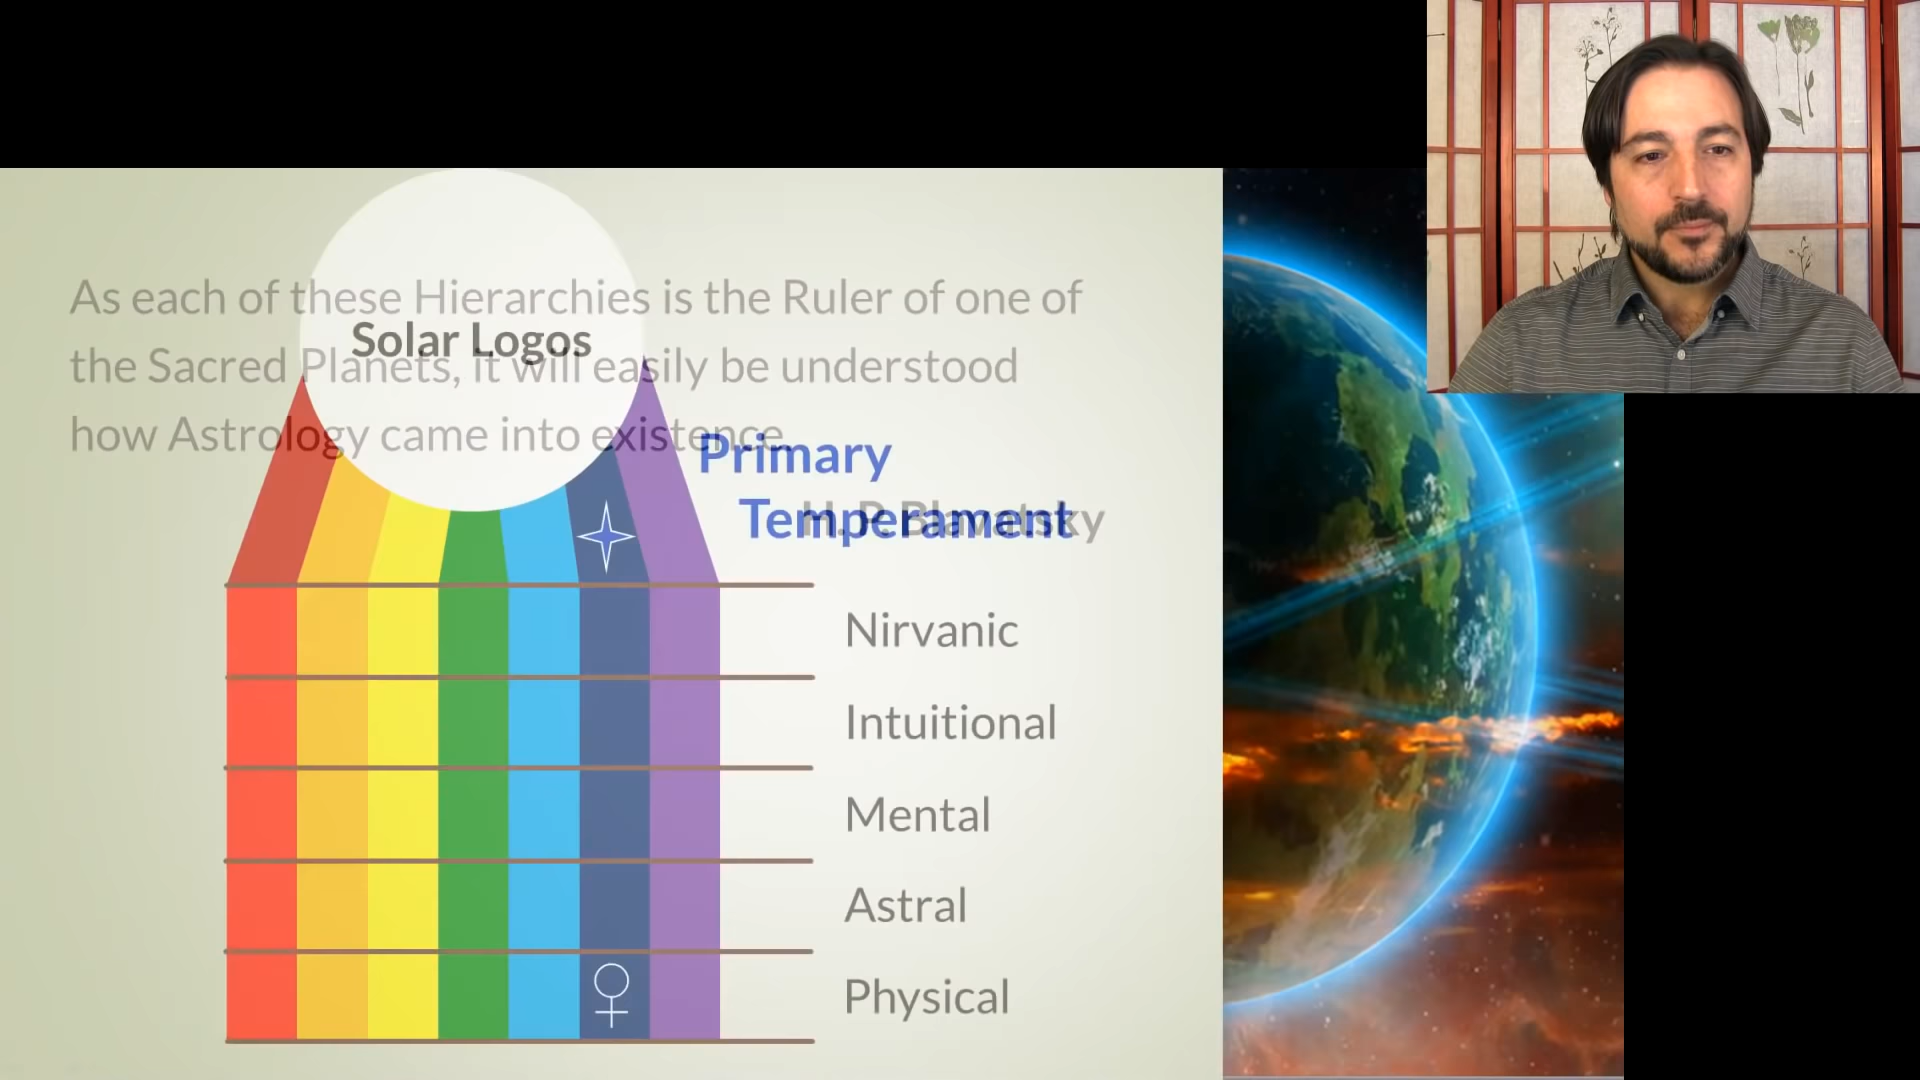 As each of these Hierarchies is the Ruler of one of
the Sacred Planets, it will easily be understood
how Astrology came into existence.
H. P. Blavatsky
Solar Logos
Primary
Temperament
Nirvanic
Intuitional
Mental
Astral
Physical